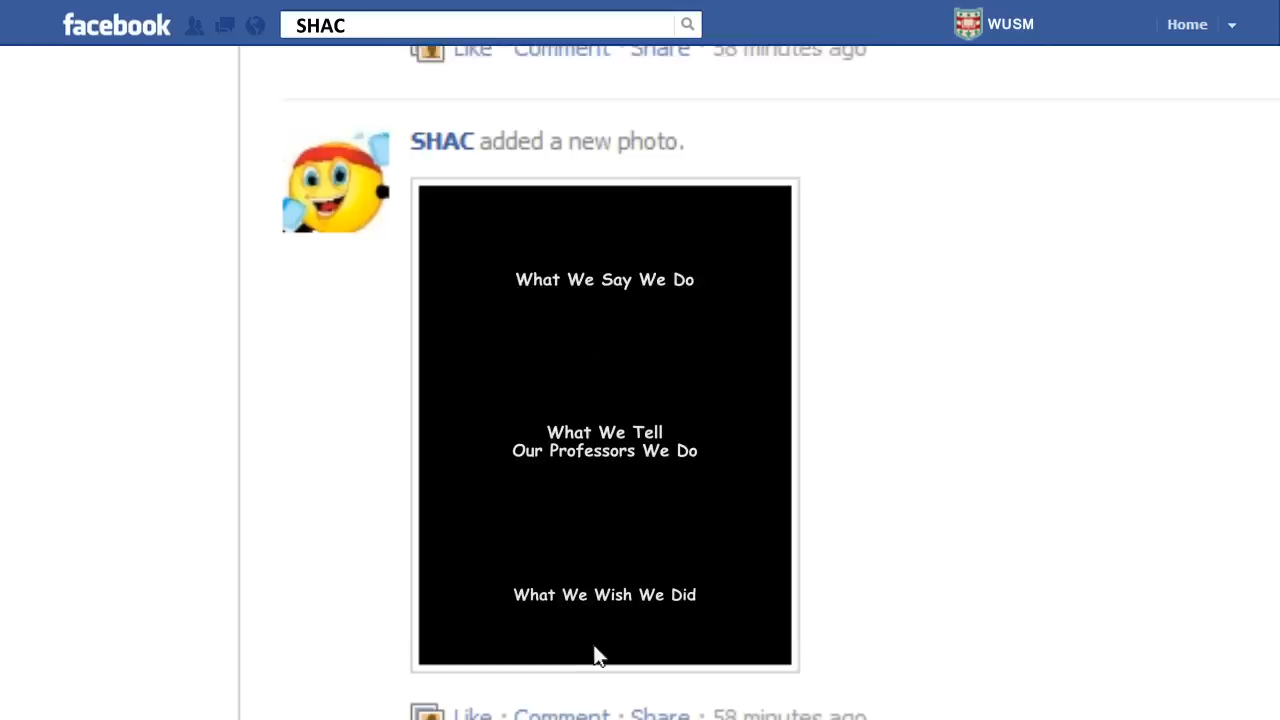 facebook SHAC WUSM Home
Like · Comment · Share · 58 minutes ago
SHAC added a new photo.
What We Say We Do
What We Tell
Our Professors We Do
What We Wish We Did
Like · Comment · Share · 58 minutes ago